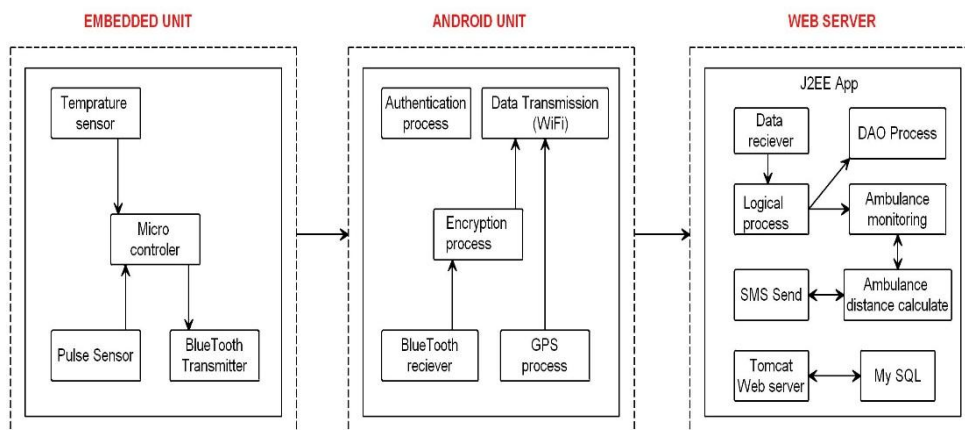 EMBEDDED UNIT
Temprature
sensor
Micro
controler
Pulse Sensor
BlueTooth
Transmitter
ANDROID UNIT
Authentication
process
Data Transmission
(WiFi)
Encryption
process
BlueTooth
reciever
GPS
process
WEB SERVER
J2EE App
Data
reciever
DAO Process
Logical
process
Ambulance
monitoring
SMS Send
Ambulance
distance calculate
Tomcat
Web server
My SQL